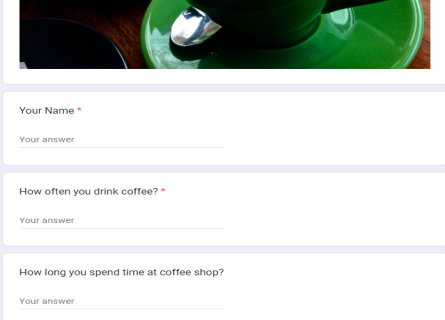 Your Name *
Your answer
How often you drink coffee? *
Your answer
How long you spend time at coffee shop?
Your answer